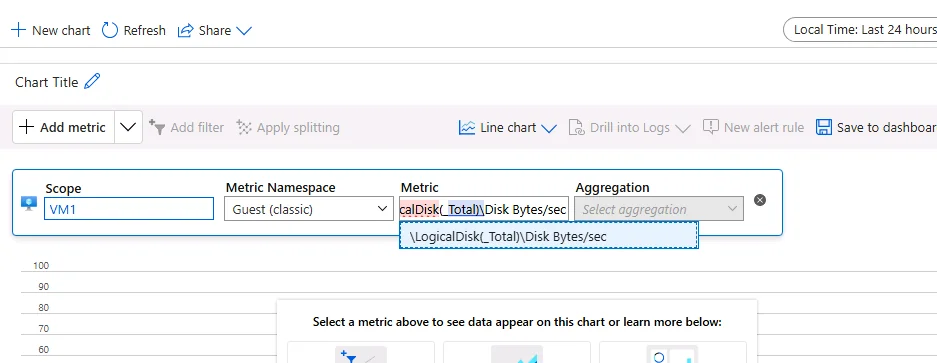 New chart Refresh Share Local Time: Last 24 hours
Chart Title
Add metric Add filter Apply splitting Line chart Drill into Logs New alert rule Save to dashboar
Scope Metric Namespace Metric Aggregation
VM1 Guest (classic) calDisk(_Total)\Disk Bytes/sec Select aggregation
\LogicalDisk(_Total)\Disk Bytes/sec
100
90
80
Select a metric above to see data appear on this chart or learn more below:
70
60